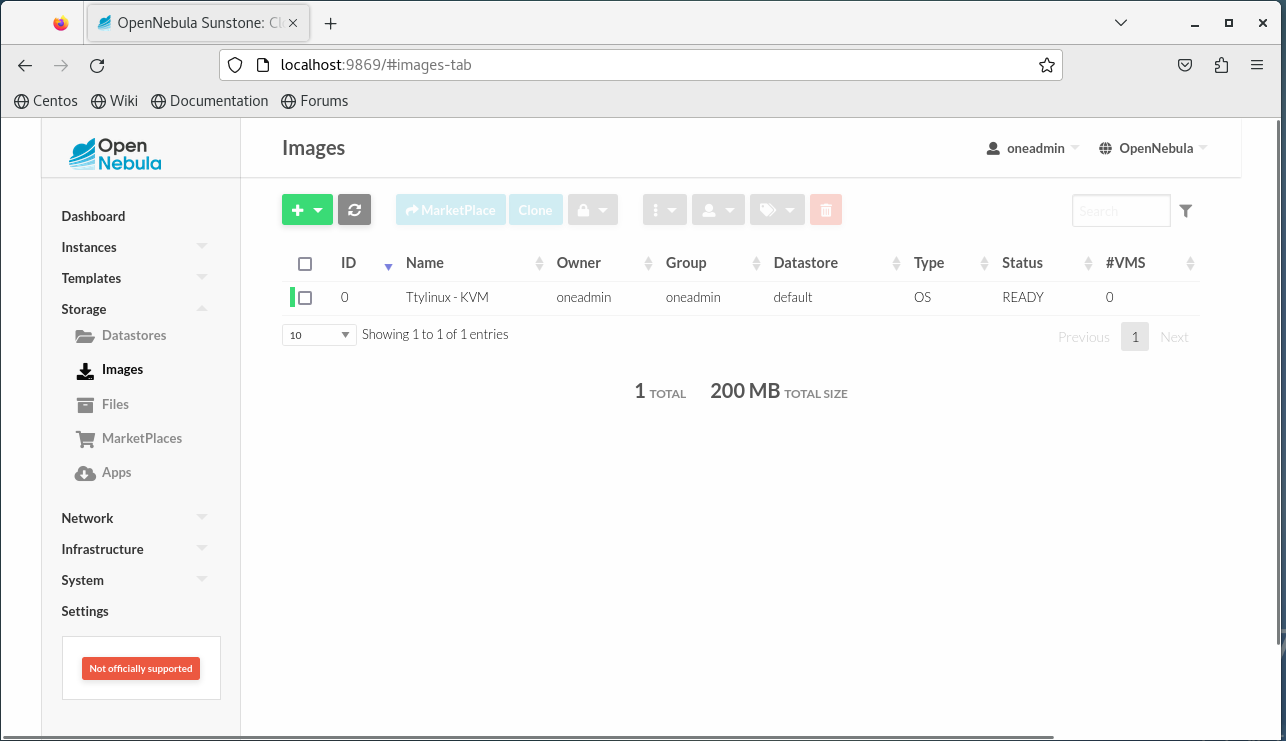 OpenNebula Sunstone: Cl
localhost:9869/#images-tab
Centos Wiki Documentation Forums
Open
Nebula
Images
oneadmin OpenNebula
Dashboard
Instances
Templates
Storage
Datastores
Images
Files
MarketPlaces
Apps
Network
Infrastructure
System
Settings
Not officially supported
MarketPlace Clone
Search
ID Name Owner Group Datastore Type Status #VMS
0 Ttylinux - KVM oneadmin oneadmin default OS READY 0
10 Showing 1 to 1 of 1 entries
Previous 1 Next
1 TOTAL 200 MB TOTAL SIZE